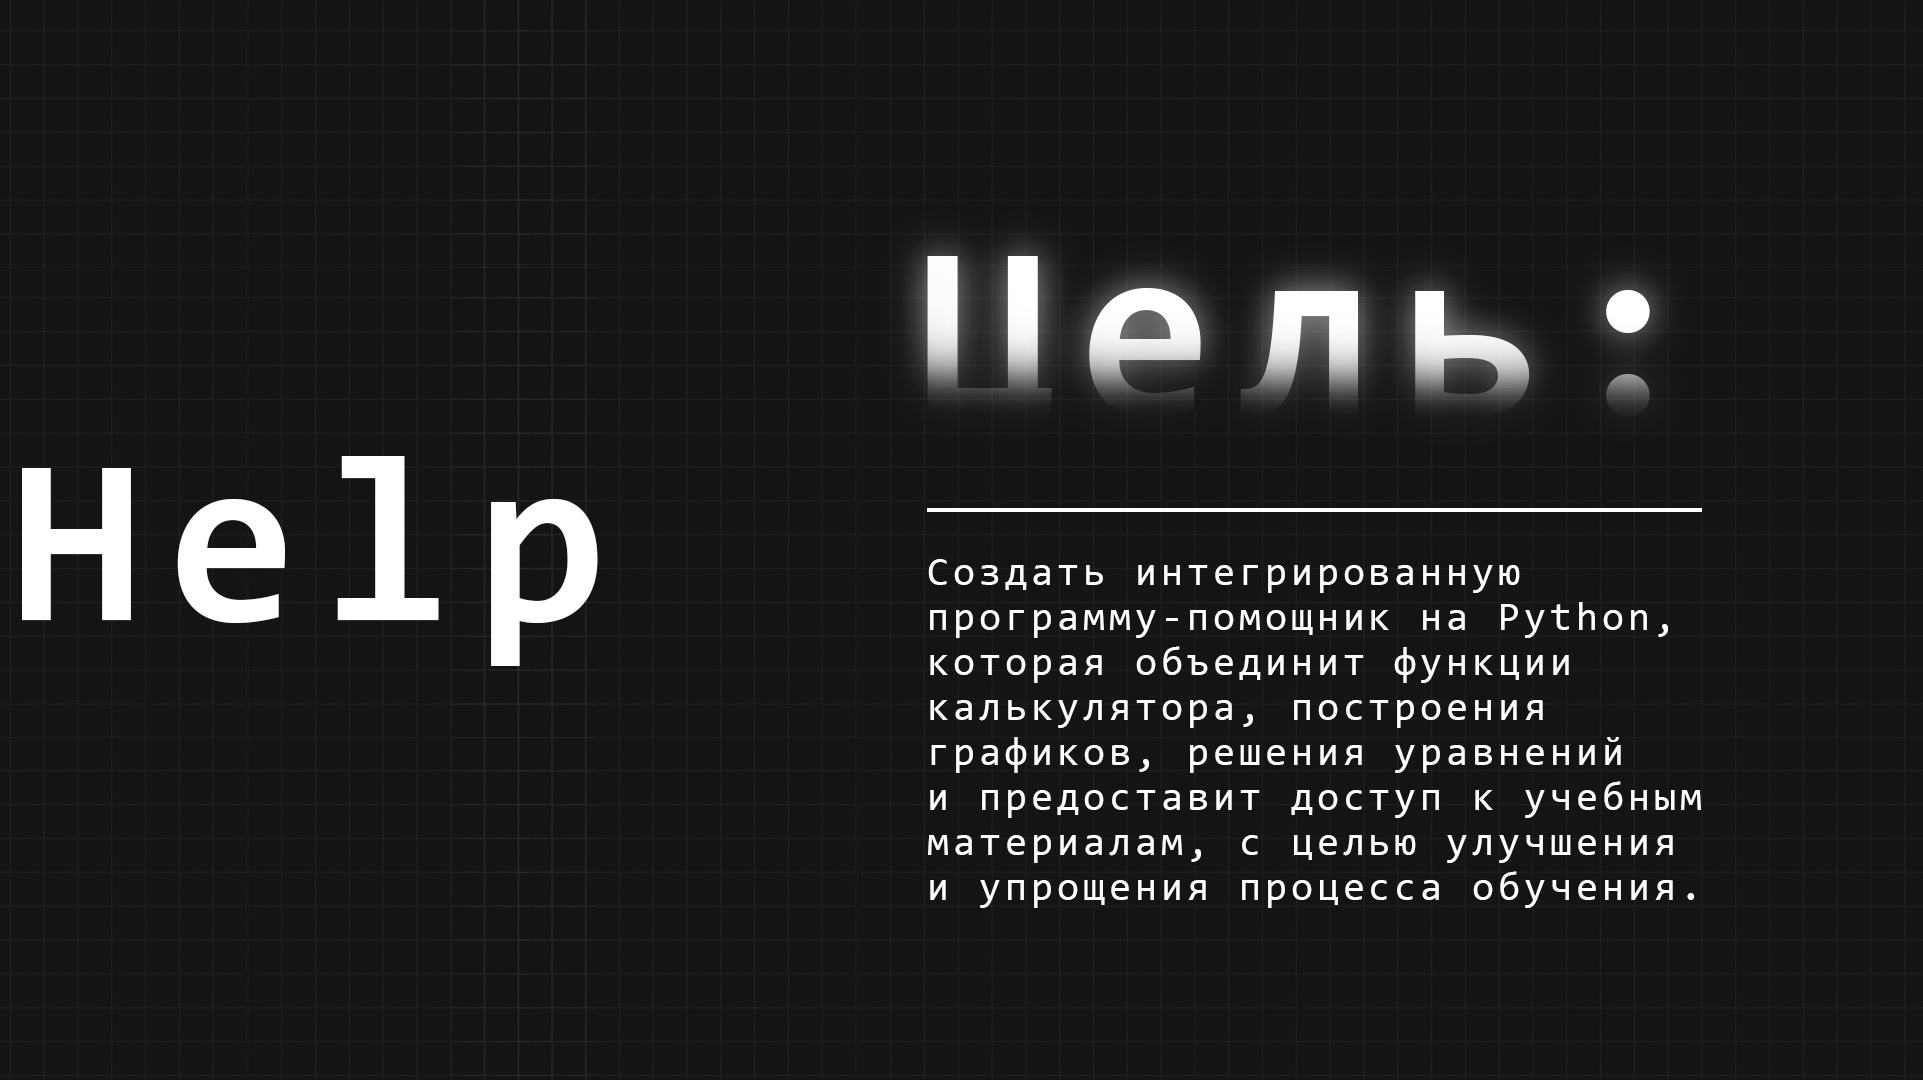 Help
Цель:
Создать интегрированную
программу-помощник на Python,
которая объединит функции
калькулятора, построения
графиков, решения уравнений
и предоставит доступ к учебным
материалам, с целью улучшения
и упрощения процесса обучения.